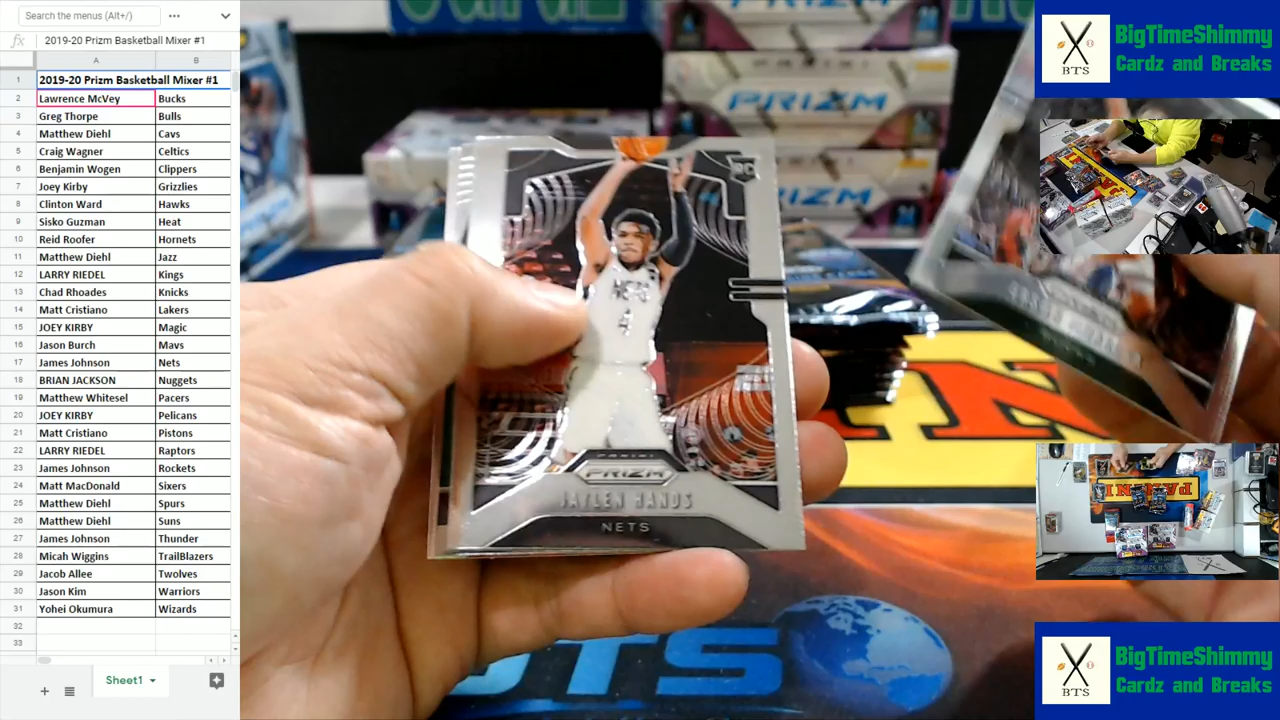 Search the menus (Alt+/)
fx 2019-20 Prizm Basketball Mixer #1
A B
1 2019-20 Prizm Basketball Mixer #1
2 Lawrence McVey Bucks
3 Greg Thorpe Bulls
4 Matthew Diehl Cavs
5 Craig Wagner Celtics
6 Benjamin Wogen Clippers
7 Joey Kirby Grizzlies
8 Clinton Ward Hawks
9 Sisko Guzman Heat
10 Reid Roofer Hornets
11 Matthew Diehl Jazz
12 LARRY RIEDEL Kings
13 Chad Rhoades Knicks
14 Matt Cristiano Lakers
15 JOEY KIRBY Magic
16 Jason Burch Mavs
17 James Johnson Nets
18 BRIAN JACKSON Nuggets
19 Matthew Whitesel Pacers
20 JOEY KIRBY Pelicans
21 Matt Cristiano Pistons
22 LARRY RIEDEL Raptors
23 James Johnson Rockets
24 Matt MacDonald Sixers
25 Matthew Diehl Spurs
26 Matthew Diehl Suns
27 James Johnson Thunder
28 Micah Wiggins TrailBlazers
29 Jacob Allee Twolves
30 Jason Kim Warriors
31 Yohei Okumura Wizards
32
33
Sheet1
PRIZM
PRIZM
PRIZM
RC
NETS
4
PANINI
PRIZM
JAYLEN HANDS
NETS
BTS
BigTimeShimmy
Cardz and Breaks
BTS
PANINI
BigTimeShimmy
Cardz and Breaks
BTS